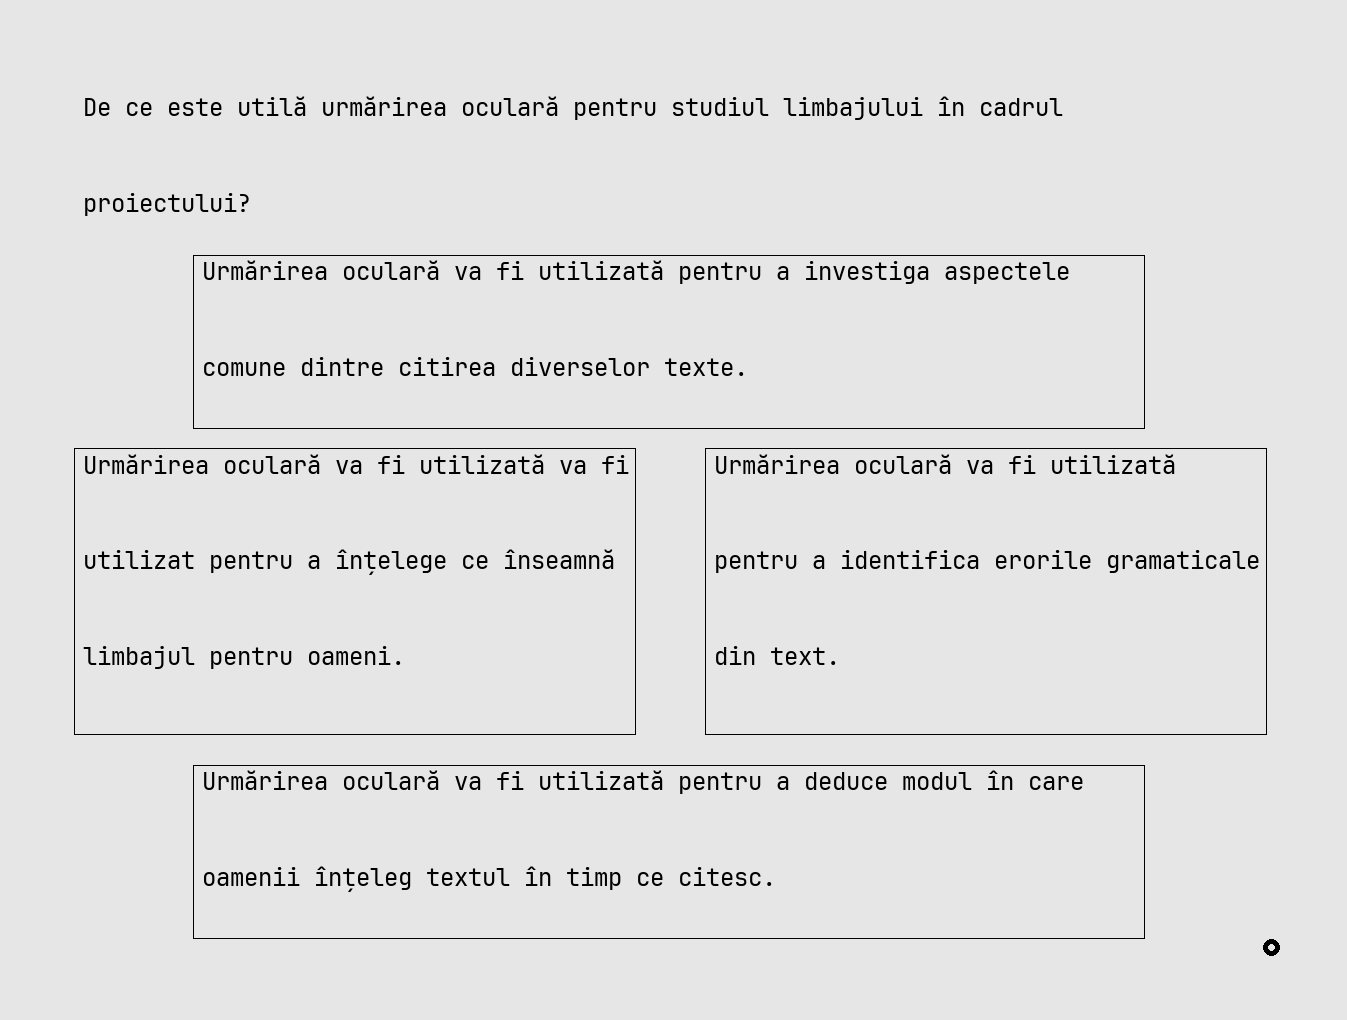 De ce este utilă urmărirea oculară pentru studiul limbajului în cadrul
proiectului?
Urmărirea oculară va fi utilizată pentru a investiga aspectele
comune dintre citirea diverselor texte.
Urmărirea oculară va fi utilizată va fi
utilizat pentru a înțelege ce înseamnă
limbajul pentru oameni.
Urmărirea oculară va fi utilizată
pentru a identifica erorile gramaticale
din text.
Urmărirea oculară va fi utilizată pentru a deduce modul în care
oamenii înțeleg textul în timp ce citesc.